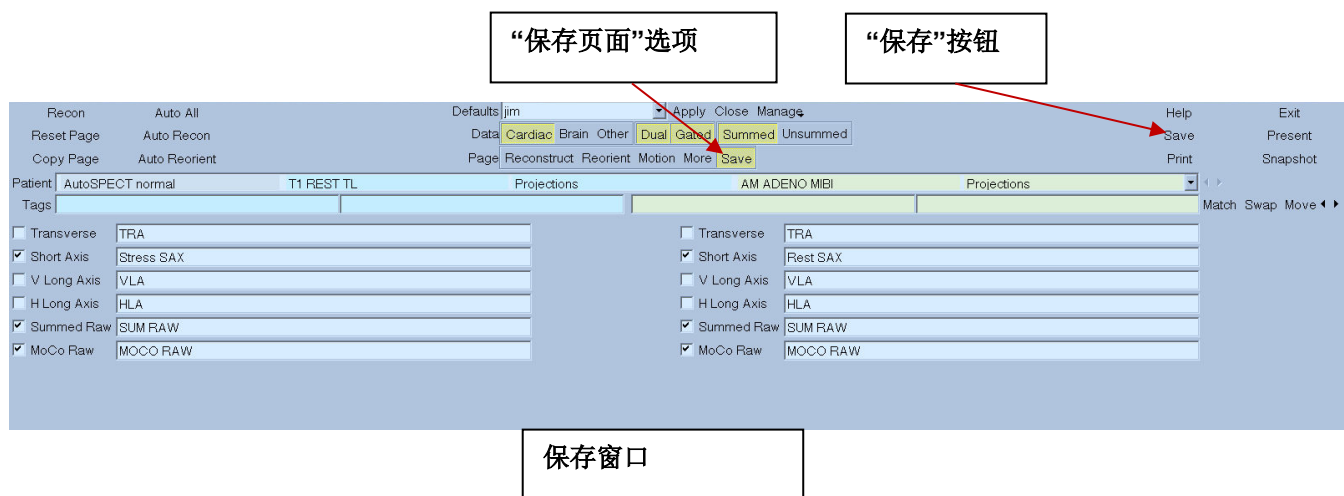 “保存页面”选项 “保存”按钮
Recon Auto All Defaults jim Apply Close Manage Help Exit
Reset Page Auto Recon Data Cardiac Brain Other Dual Gated Summed Unsummed Save Present
Copy Page Auto Reorient Page Reconstruct Reorient Motion More Save Print Snapshot
Patient AutoSPECT normal T1 REST TL Projections AM ADENO MIBI Projections
Tags Match Swap Move
Transverse TRA Transverse TRA
Short Axis Stress SAX Short Axis Rest SAX
V Long Axis VLA V Long Axis VLA
H Long Axis HLA H Long Axis HLA
Summed Raw SUM RAW Summed Raw SUM RAW
MoCo Raw MOCO RAW MoCo Raw MOCO RAW
保存窗口